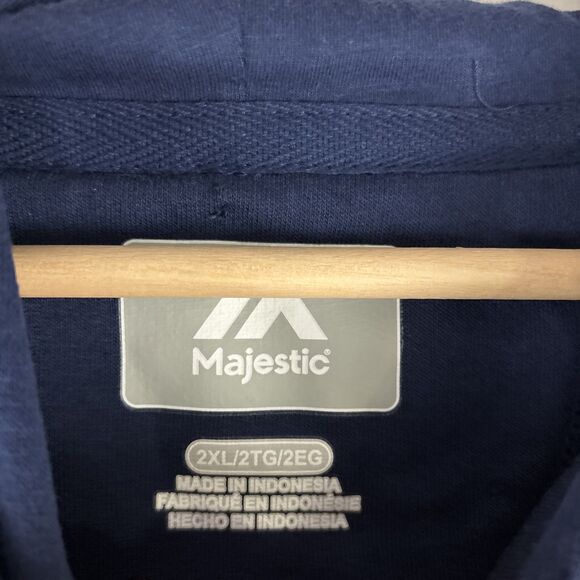 Majestic®
2XL/2TG/2EG
MADE IN INDONESIA
FABRIQUÉ EN INDONÉSIE
HECHO EN INDONESIA